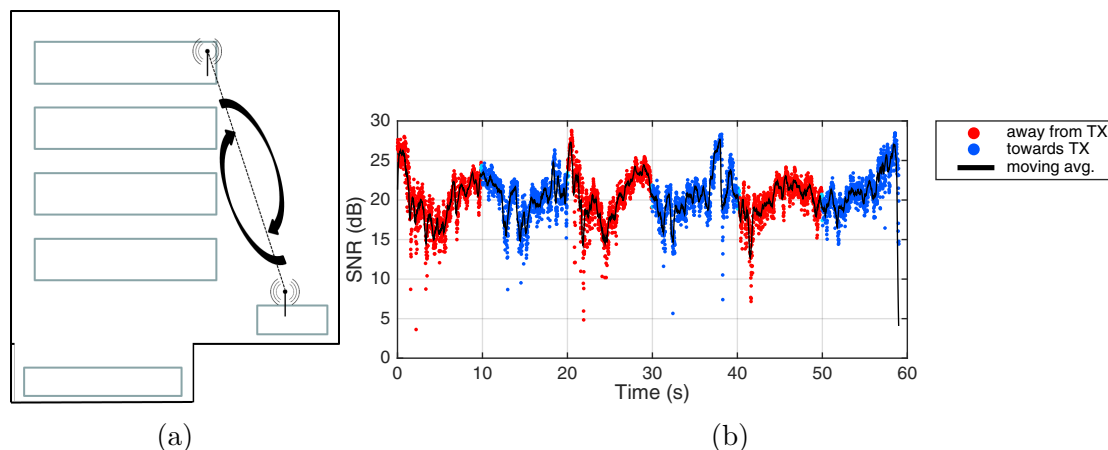 30
25
20
15
10
5
0
SNR (dB)
0 10 20 30 40 50 60
Time (s)
away from TX
towards TX
moving avg.
(a) (b)